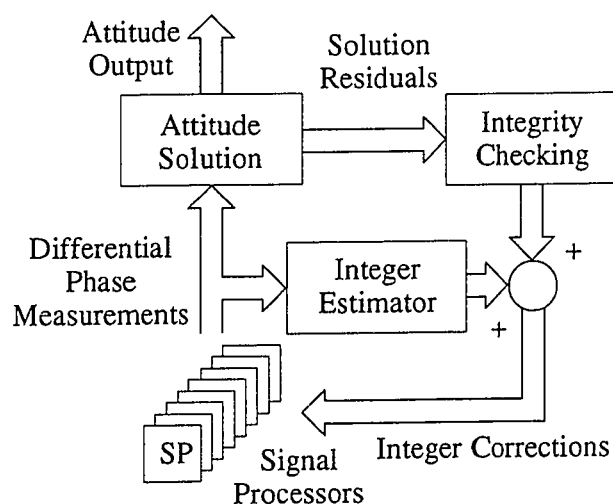 Attitude
Output
Solution
Residuals
Attitude
Solution
Integrity
Checking
Differential
Phase
Measurements
Integer
Estimator
+
+
SP
Signal
Processors
Integer Corrections